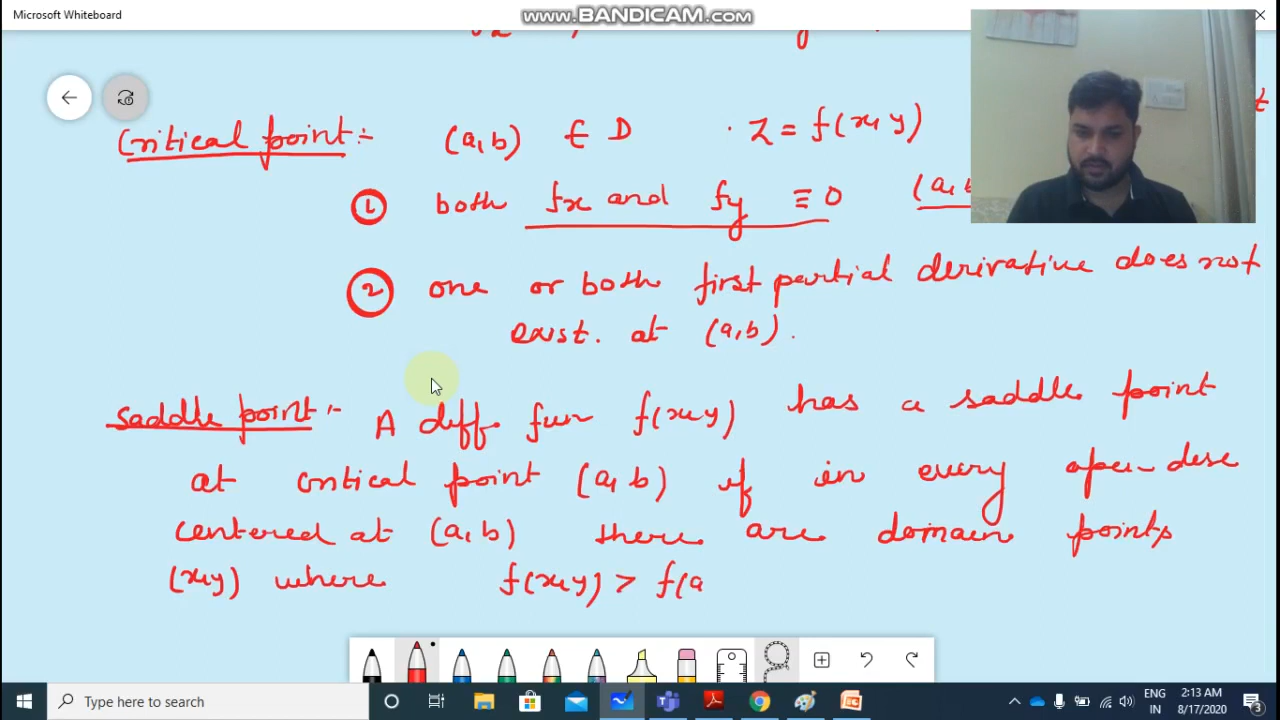 Microsoft Whiteboard
www.BANDICAM.com
Critical point :- (a,b) ∈ D . Z = f(x,y)
① both fx and fy ≡ 0 (a,b
② one or both first partial derivative does not
exist. at (a,b).
saddle point :- A diff. fun f(x,y) has a saddle point
at critical point (a,b) if in every open
centered at (a,b) there are domain points
(x,y) where f(x,y) > f(a
Type here to search
ENG
IN
2:13 AM
8/17/2020
3